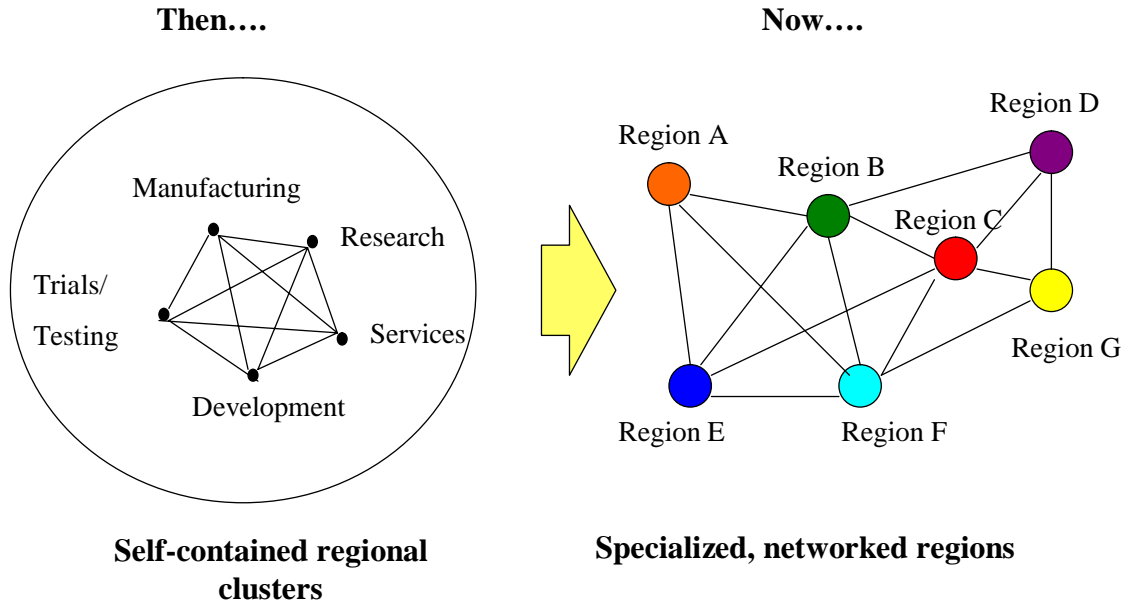 Then….
Manufacturing
Research
Trials/
Testing
Services
Development
Self-contained regional
clusters
Now….
Region D
Region A
Region B
Region C
Region G
Region E
Region F
Specialized, networked regions